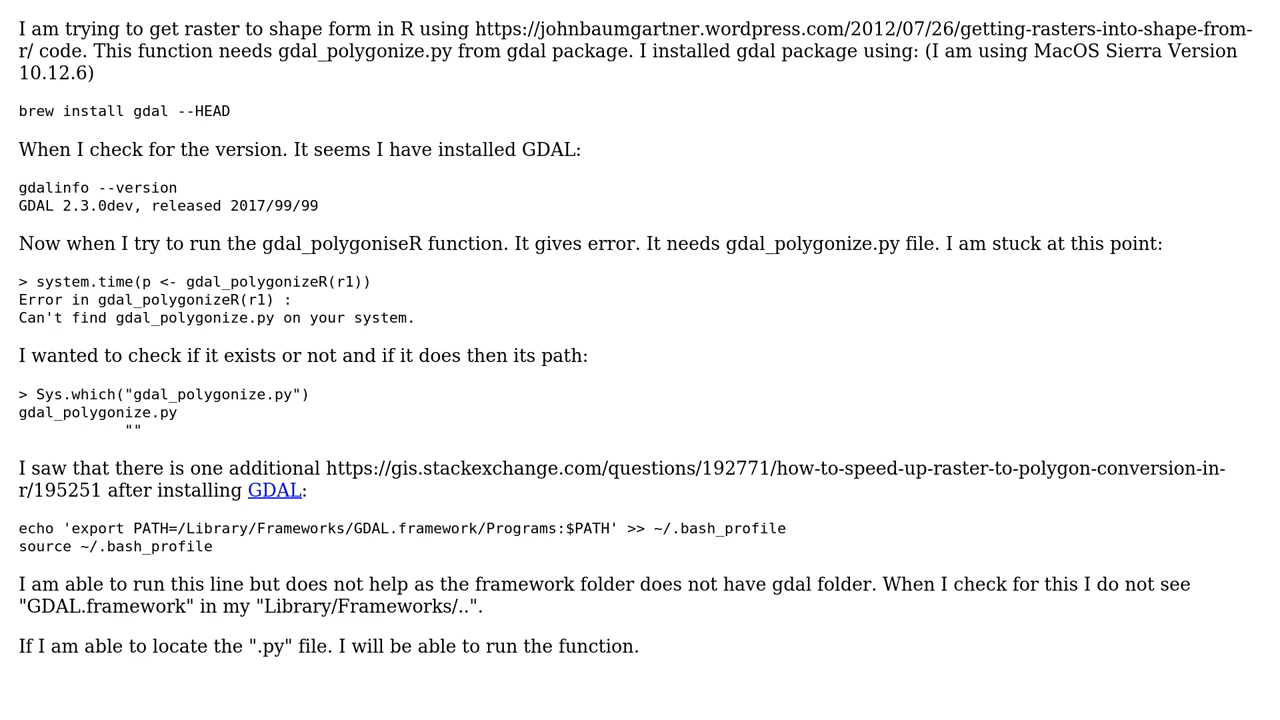 I am trying to get raster to shape form in R using https://johnbaumgartner.wordpress.com/2012/07/26/getting-rasters-into-shape-from-
r/ code. This function needs gdal_polygonize.py from gdal package. I installed gdal package using: (I am using MacOS Sierra Version
10.12.6)
brew install gdal --HEAD
When I check for the version. It seems I have installed GDAL:
gdalinfo --version
GDAL 2.3.0dev, released 2017/99/99
Now when I try to run the gdal_polygoniseR function. It gives error. It needs gdal_polygonize.py file. I am stuck at this point:
> system.time(p <- gdal_polygonizeR(r1))
Error in gdal_polygonizeR(r1) :
Can't find gdal_polygonize.py on your system.
I wanted to check if it exists or not and if it does then its path:
> Sys.which("gdal_polygonize.py")
gdal_polygonize.py
""
I saw that there is one additional https://gis.stackexchange.com/questions/192771/how-to-speed-up-raster-to-polygon-conversion-in-
r/195251 after installing GDAL:
echo 'export PATH=/Library/Frameworks/GDAL.framework/Programs:$PATH' >> ~/.bash_profile
source ~/.bash_profile
I am able to run this line but does not help as the framework folder does not have gdal folder. When I check for this I do not see
"GDAL.framework" in my "Library/Frameworks/..".
If I am able to locate the ".py" file. I will be able to run the function.